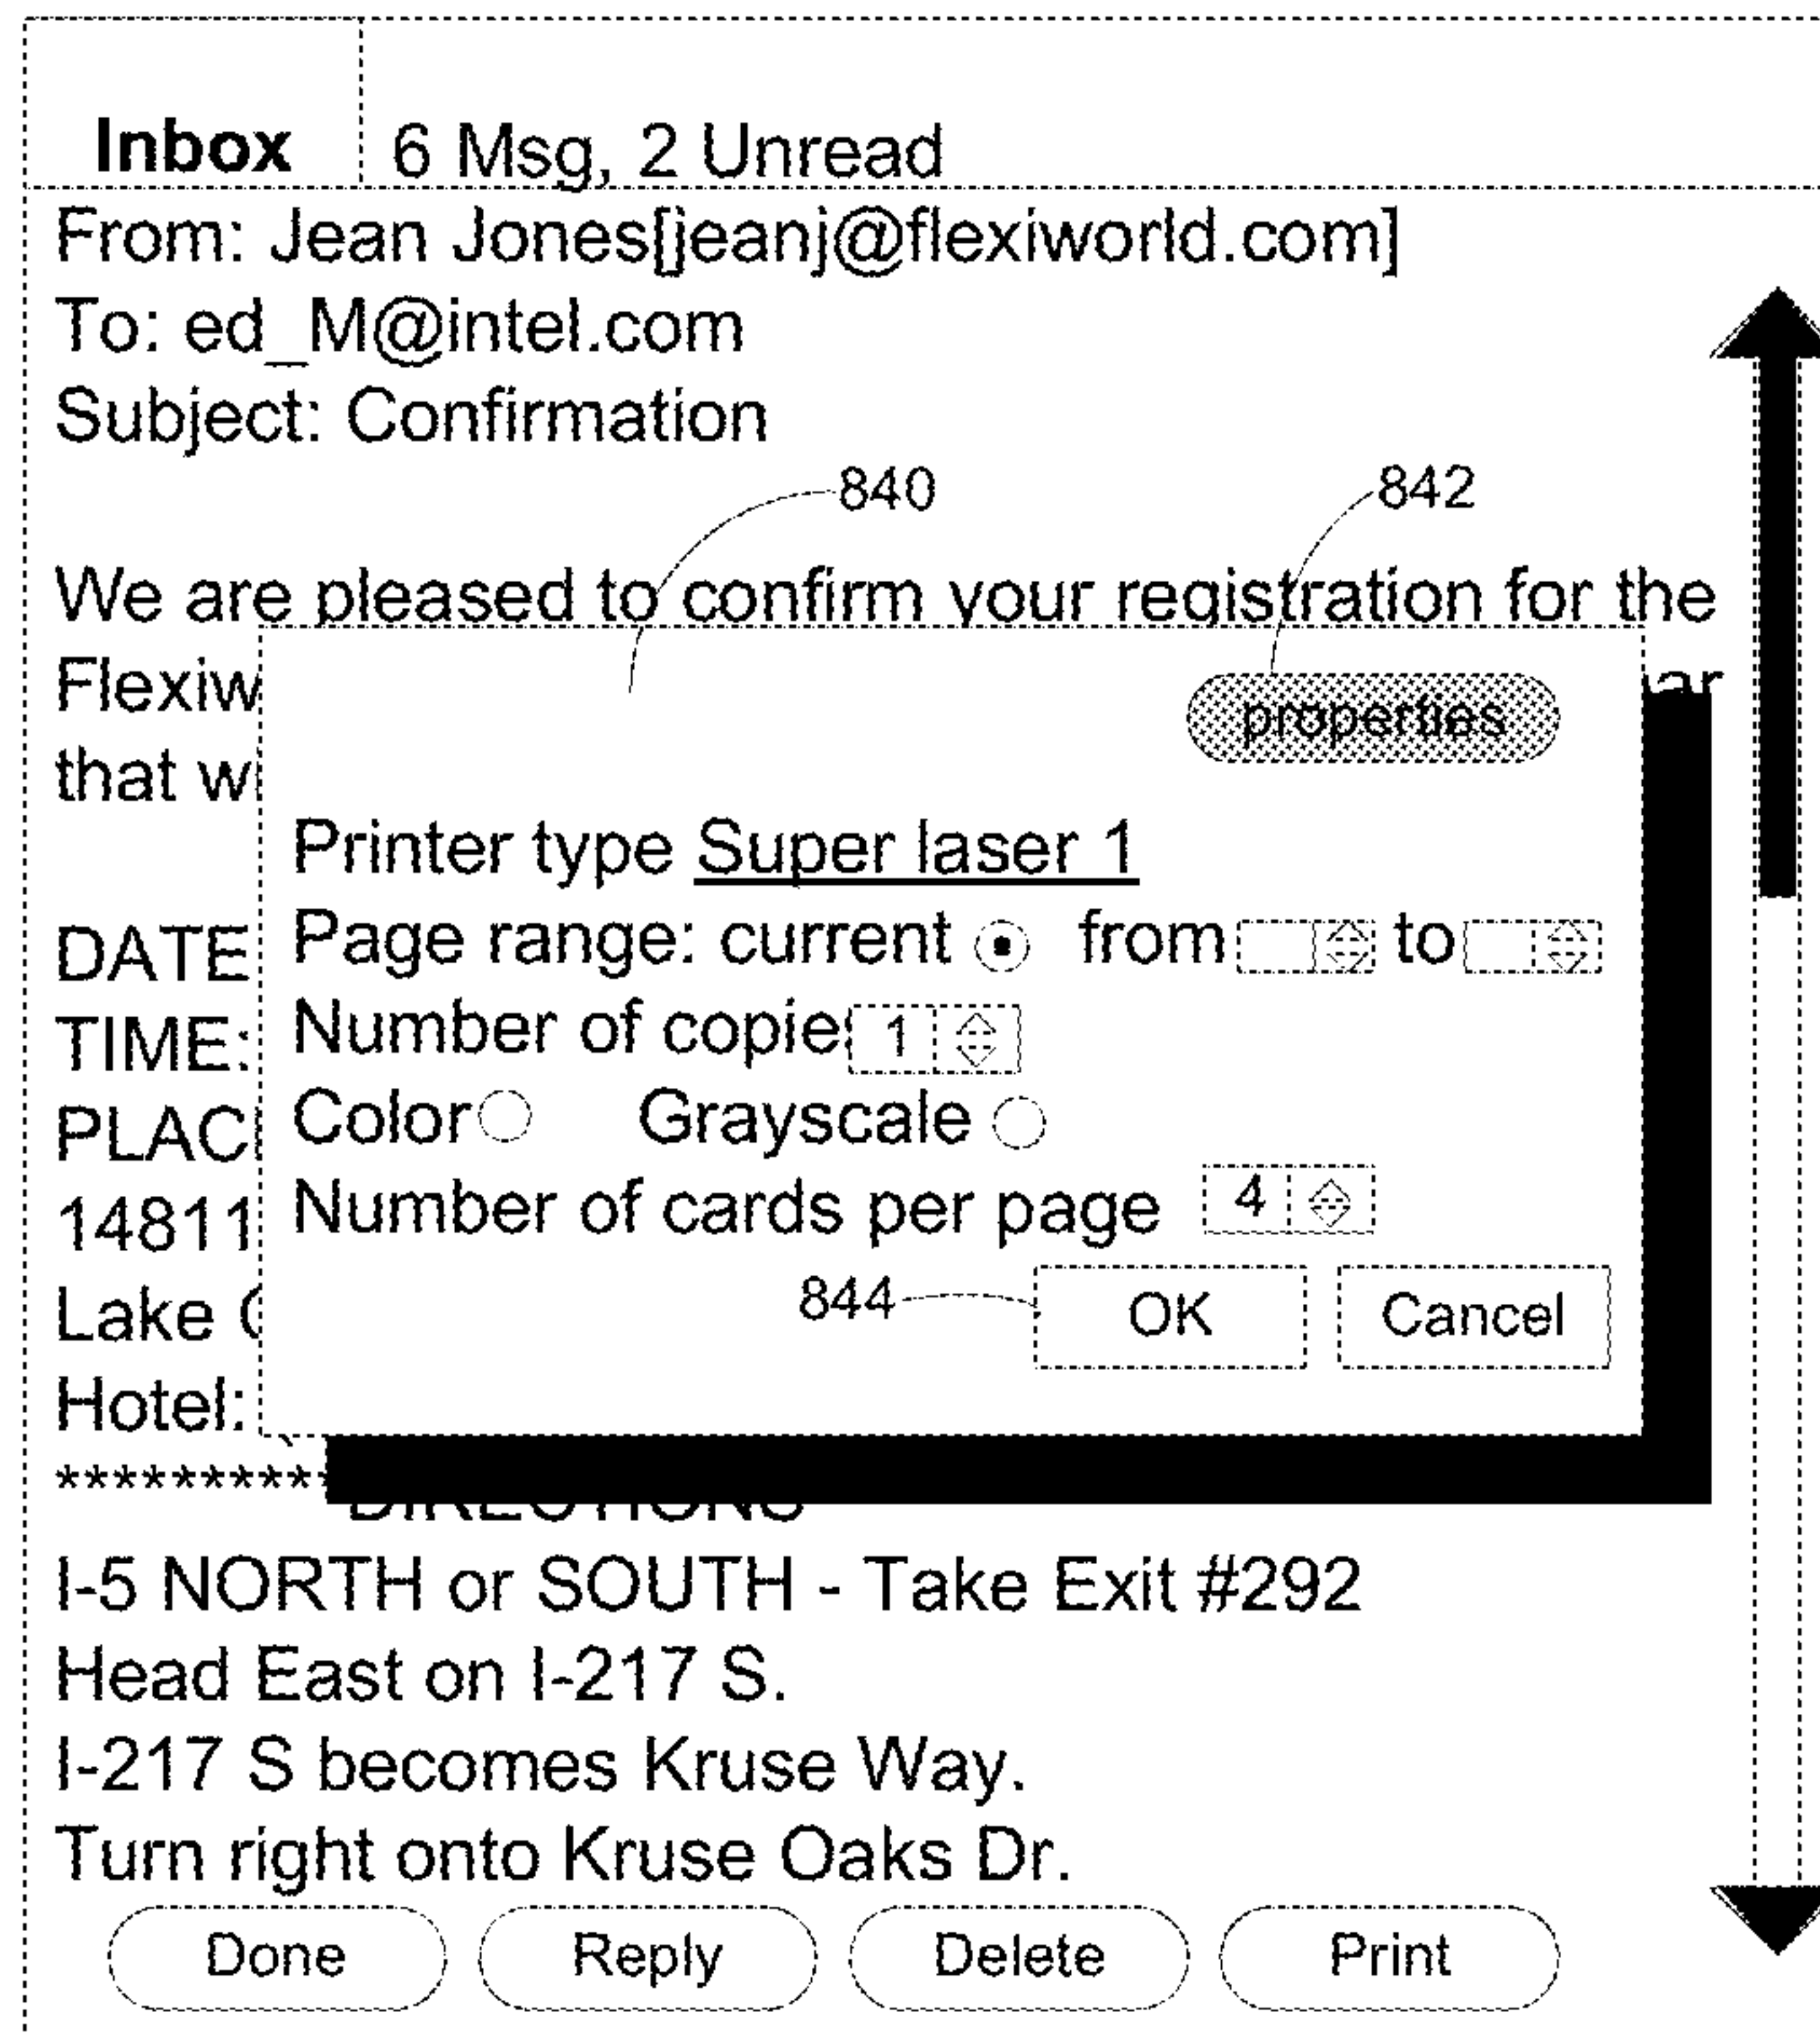 Inbox 6 Msg, 2 Unread
From: Jean Jones[jeanj@flexiworld.com]
To: ed_M@intel.com
Subject: Confirmation
840 842
We are pleased to confirm your registration for the
Flexiw ar
properties
that w
Printer type Super laser 1
DATE
Page range: current from to
TIME:
Number of copie 1
PLAC
Color Grayscale
14811
Number of cards per page 4
Lake
844 OK Cancel
Hotel:
*********
DIRECTIONS
I-5 NORTH or SOUTH - Take Exit #292
Head East on I-217 S.
I-217 S becomes Kruse Way.
Turn right onto Kruse Oaks Dr.
Done Reply Delete Print